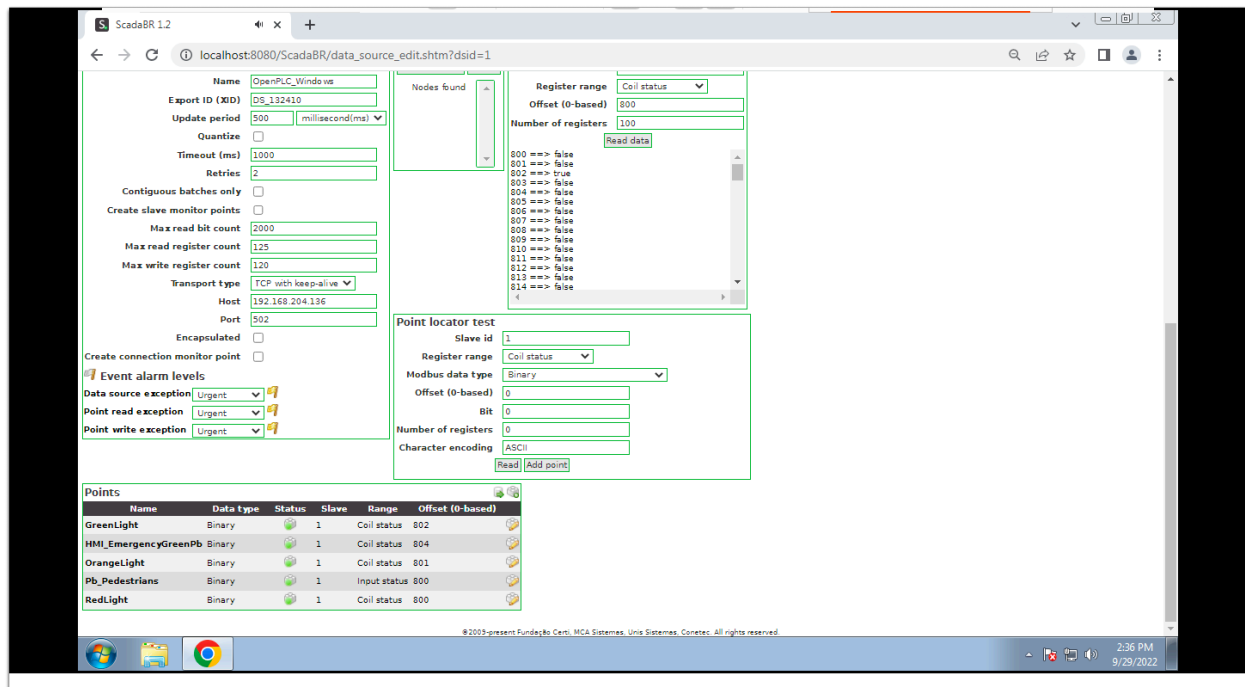 ScadaBR 1.2
localhost:8080/ScadaBR/data_source_edit.shtm?dsid=1
Name OpenPLC_Windows
Export ID (XID) DS_132410
Update period 500 millisecond(ms)
Quantize
Timeout (ms) 1000
Retries 2
Contiguous batches only
Create slave monitor points
Max read bit count 2000
Max read register count 125
Max write register count 120
Transport type TCP with keep-alive
Host 192.168.204.136
Port 502
Encapsulated
Create connection monitor point
Event alarm levels
Data source exception Urgent
Point read exception Urgent
Point write exception Urgent
Nodes found
Register range Coil status
Offset (0-based) 800
Number of registers 100
Read data
800 ==> false
801 ==> false
802 ==> true
803 ==> false
804 ==> false
805 ==> false
806 ==> false
807 ==> false
808 ==> false
809 ==> false
810 ==> false
811 ==> false
812 ==> false
813 ==> false
814 ==> false
Point locator test
Slave id 1
Register range Coil status
Modbus data type Binary
Offset (0-based) 0
Bit 0
Number of registers 0
Character encoding ASCII
Read Add point
Points
Name Data type Status Slave Range Offset (0-based)
GreenLight Binary 1 Coil status 802
HMI_EmergencyGreenPb Binary 1 Coil status 804
OrangeLight Binary 1 Coil status 801
Pb_Pedestrians Binary 1 Input status 800
RedLight Binary 1 Coil status 800
©2005-present Fundação Certi, MCA Sistemas, Unis Sistemas, Conetec. All rights reserved.
2:36 PM
9/29/2022